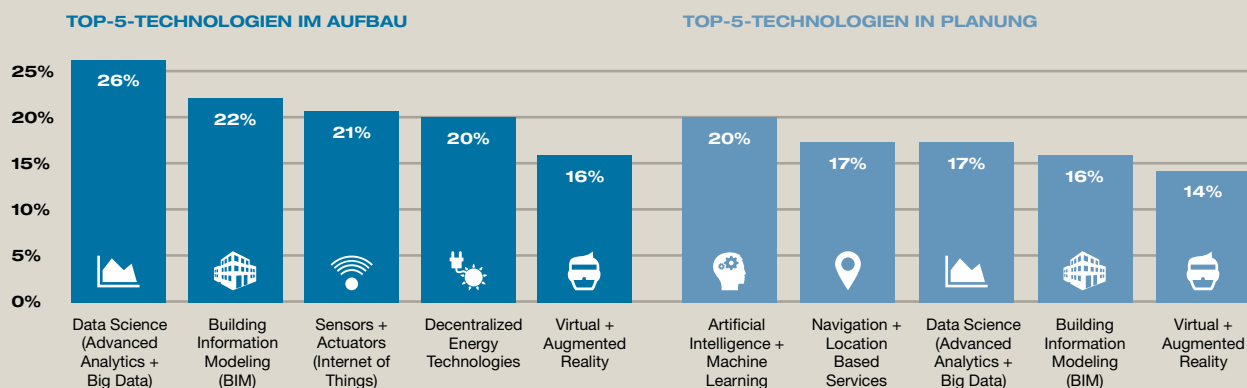 TOP-5-TECHNOLOGIEN IM AUFBAU
TOP-5-TECHNOLOGIEN IN PLANUNG
25%
20%
15%
10%
5%
0%
26%
22%
21%
20%
16%
20%
17%
17%
16%
14%
Data Science
(Advanced
Analytics +
Big Data)
Building
Information
Modeling
(BIM)
Sensors +
Actuators
(Internet of
Things)
Decentralized
Energy
Technologies
Virtual +
Augmented
Reality
Artificial
Intelligence +
Machine
Learning
Navigation +
Location
Based
Services
Data Science
(Advanced
Analytics +
Big Data)
Building
Information
Modeling
(BIM)
Virtual +
Augmented
Reality